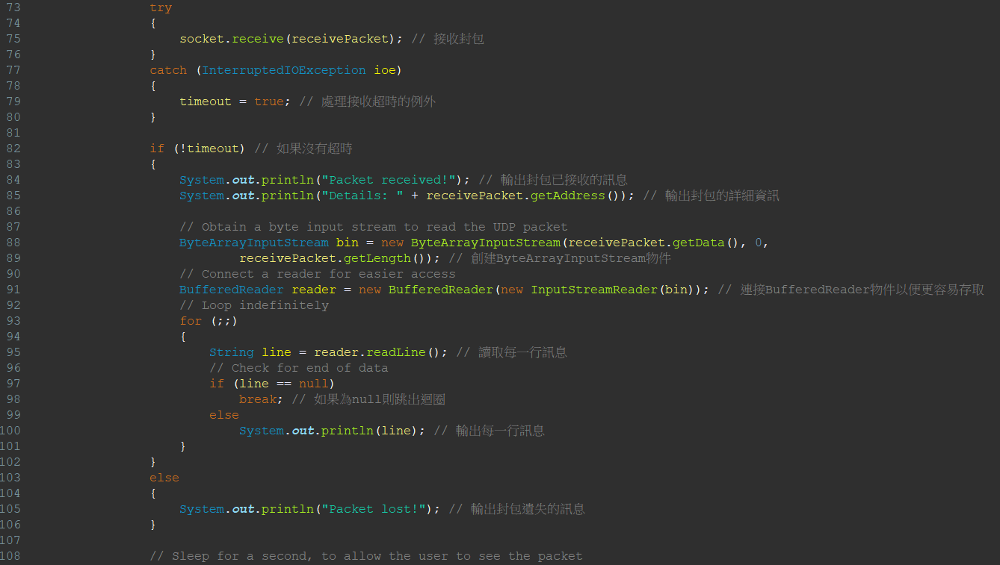 73 try
74 {
75 socket.receive(receivePacket); // 接收封包
76 }
77 catch (InterruptedIOException ioe)
78 {
79 timeout = true; // 處理接收超時的例外
80 }
81
82 if (!timeout) // 如果沒有超時
83 {
84 System.out.println("Packet received!"); // 輸出封包已接收的訊息
85 System.out.println("Details: " + receivePacket.getAddress()); // 輸出封包的詳細資訊
86
87 // Obtain a byte input stream to read the UDP packet
88 ByteArrayInputStream bin = new ByteArrayInputStream(receivePacket.getData(), 0,
89 receivePacket.getLength()); // 創建ByteArrayInputStream物件
90 // Connect a reader for easier access
91 BufferedReader reader = new BufferedReader(new InputStreamReader(bin)); // 連接BufferedReader物件以便更容易存取
92 // Loop indefinitely
93 for (;;)
94 {
95 String line = reader.readLine(); // 讀取每一行訊息
96 // Check for end of data
97 if (line == null)
98 break; // 如果為null則跳出迴圈
99 else
100 System.out.println(line); // 輸出每一行訊息
101 }
102 }
103 else
104 {
105 System.out.println("Packet lost!"); // 輸出封包遺失的訊息
106 }
107
108 // Sleep for a second, to allow the user to see the packet